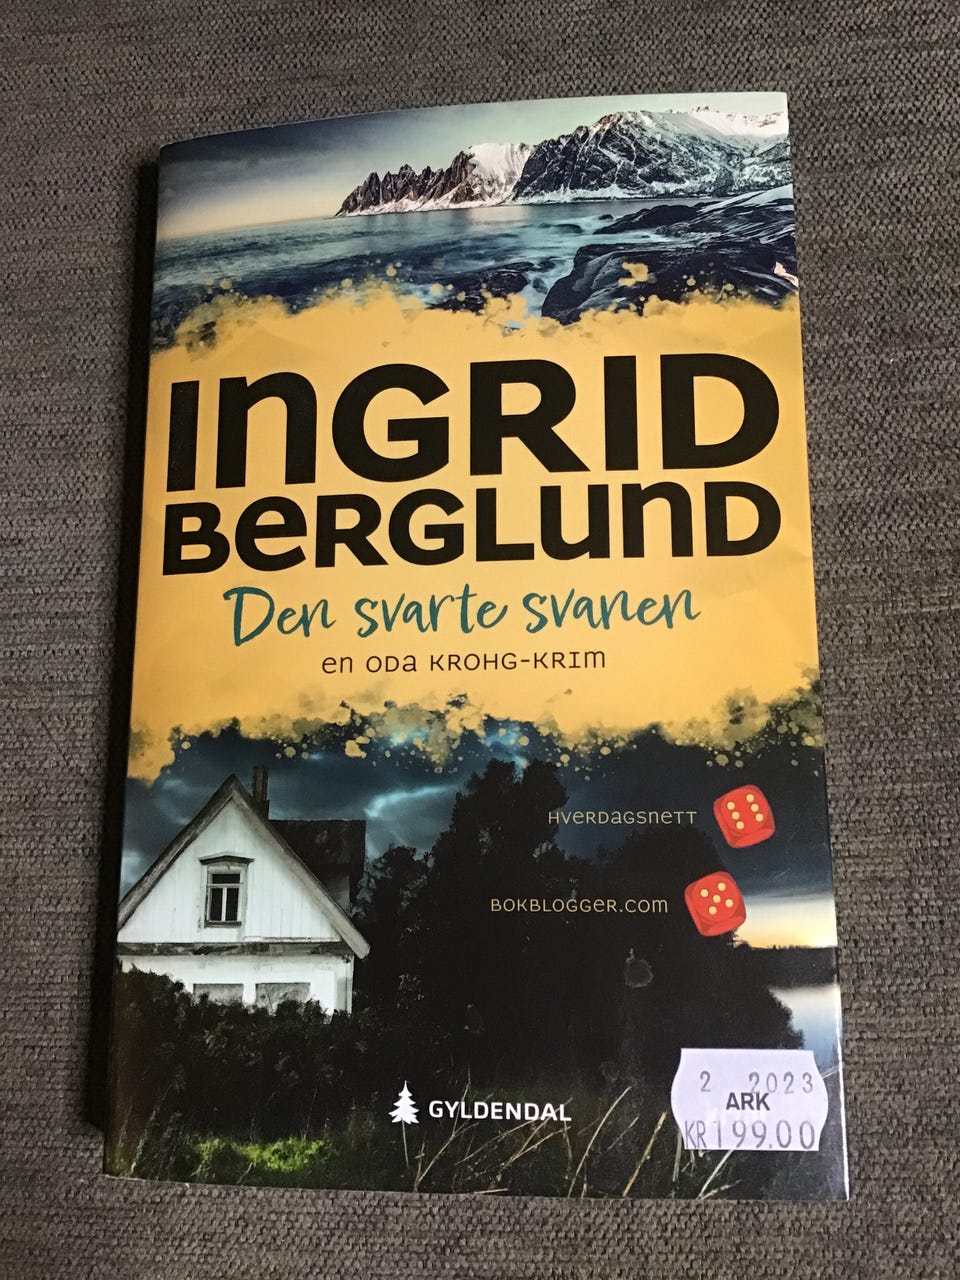 INGRID
BERGLUND
Den svarte svanen
en ODA KROHG-KRIM
HVERDAGSNETT
BOKBLOGGER.COM
GYLDENDAL
2 2023
ARK
KR199.00